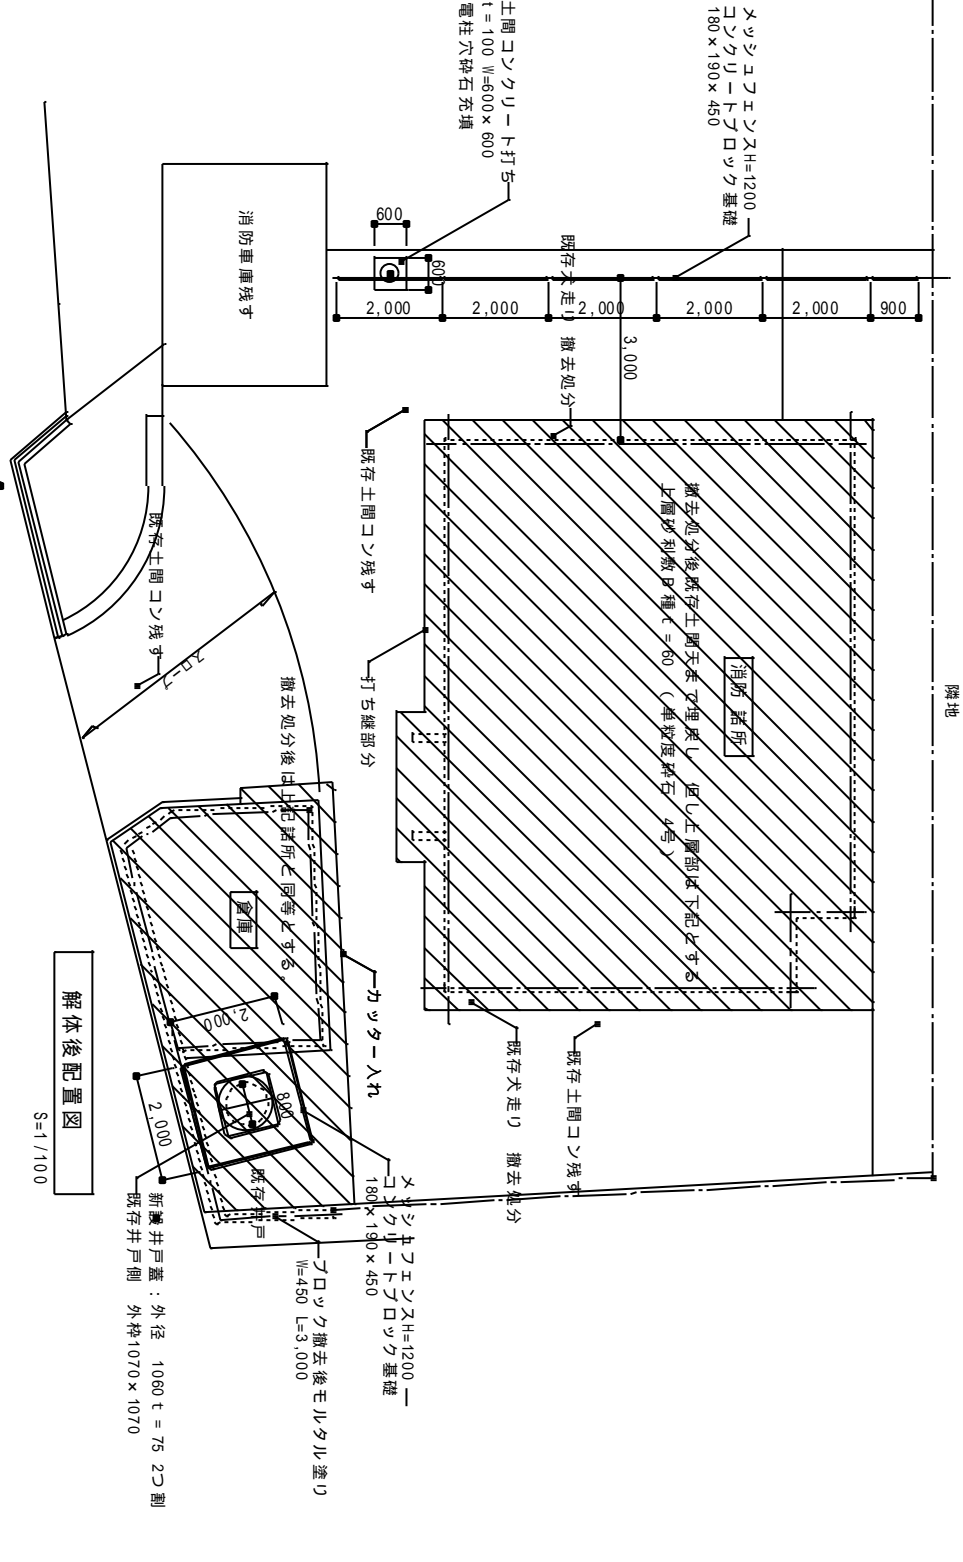 隣地
メッシュフェンスH=1200
コンクリートブロック基礎
180×190×450
土間コンクリート打ち
t=100 W=600×600
電柱穴砕石充填
消防車庫残す
600
600
2,000
2,000
2,000
2,000
2,000
900
3,000
既存犬走り 撤去処分
既存土間コン残す
打ち継部分
撤去処分後既存土間天まで埋戻し 但し上層部は下記とする
上層砂利敷B種t=60 (単粒度砕石 4号)
消防 詰所
既存土間コン残す
スロープ
撤去処分後は上記詰所と同等とする。
倉庫
カッター入れ
既存犬走り 撤去処分
既存土間コン残す
2,000
2,000
800
既存井戸
メッシュフェンスH=1200
コンクリートブロック基礎
180×190×450
ブロック撤去後モルタル塗り
W=450 L=3,000
新設井戸蓋:外径 1060 t=75 2つ割
既存井戸側 外枠1070×1070
解体後配置図
S=1/100